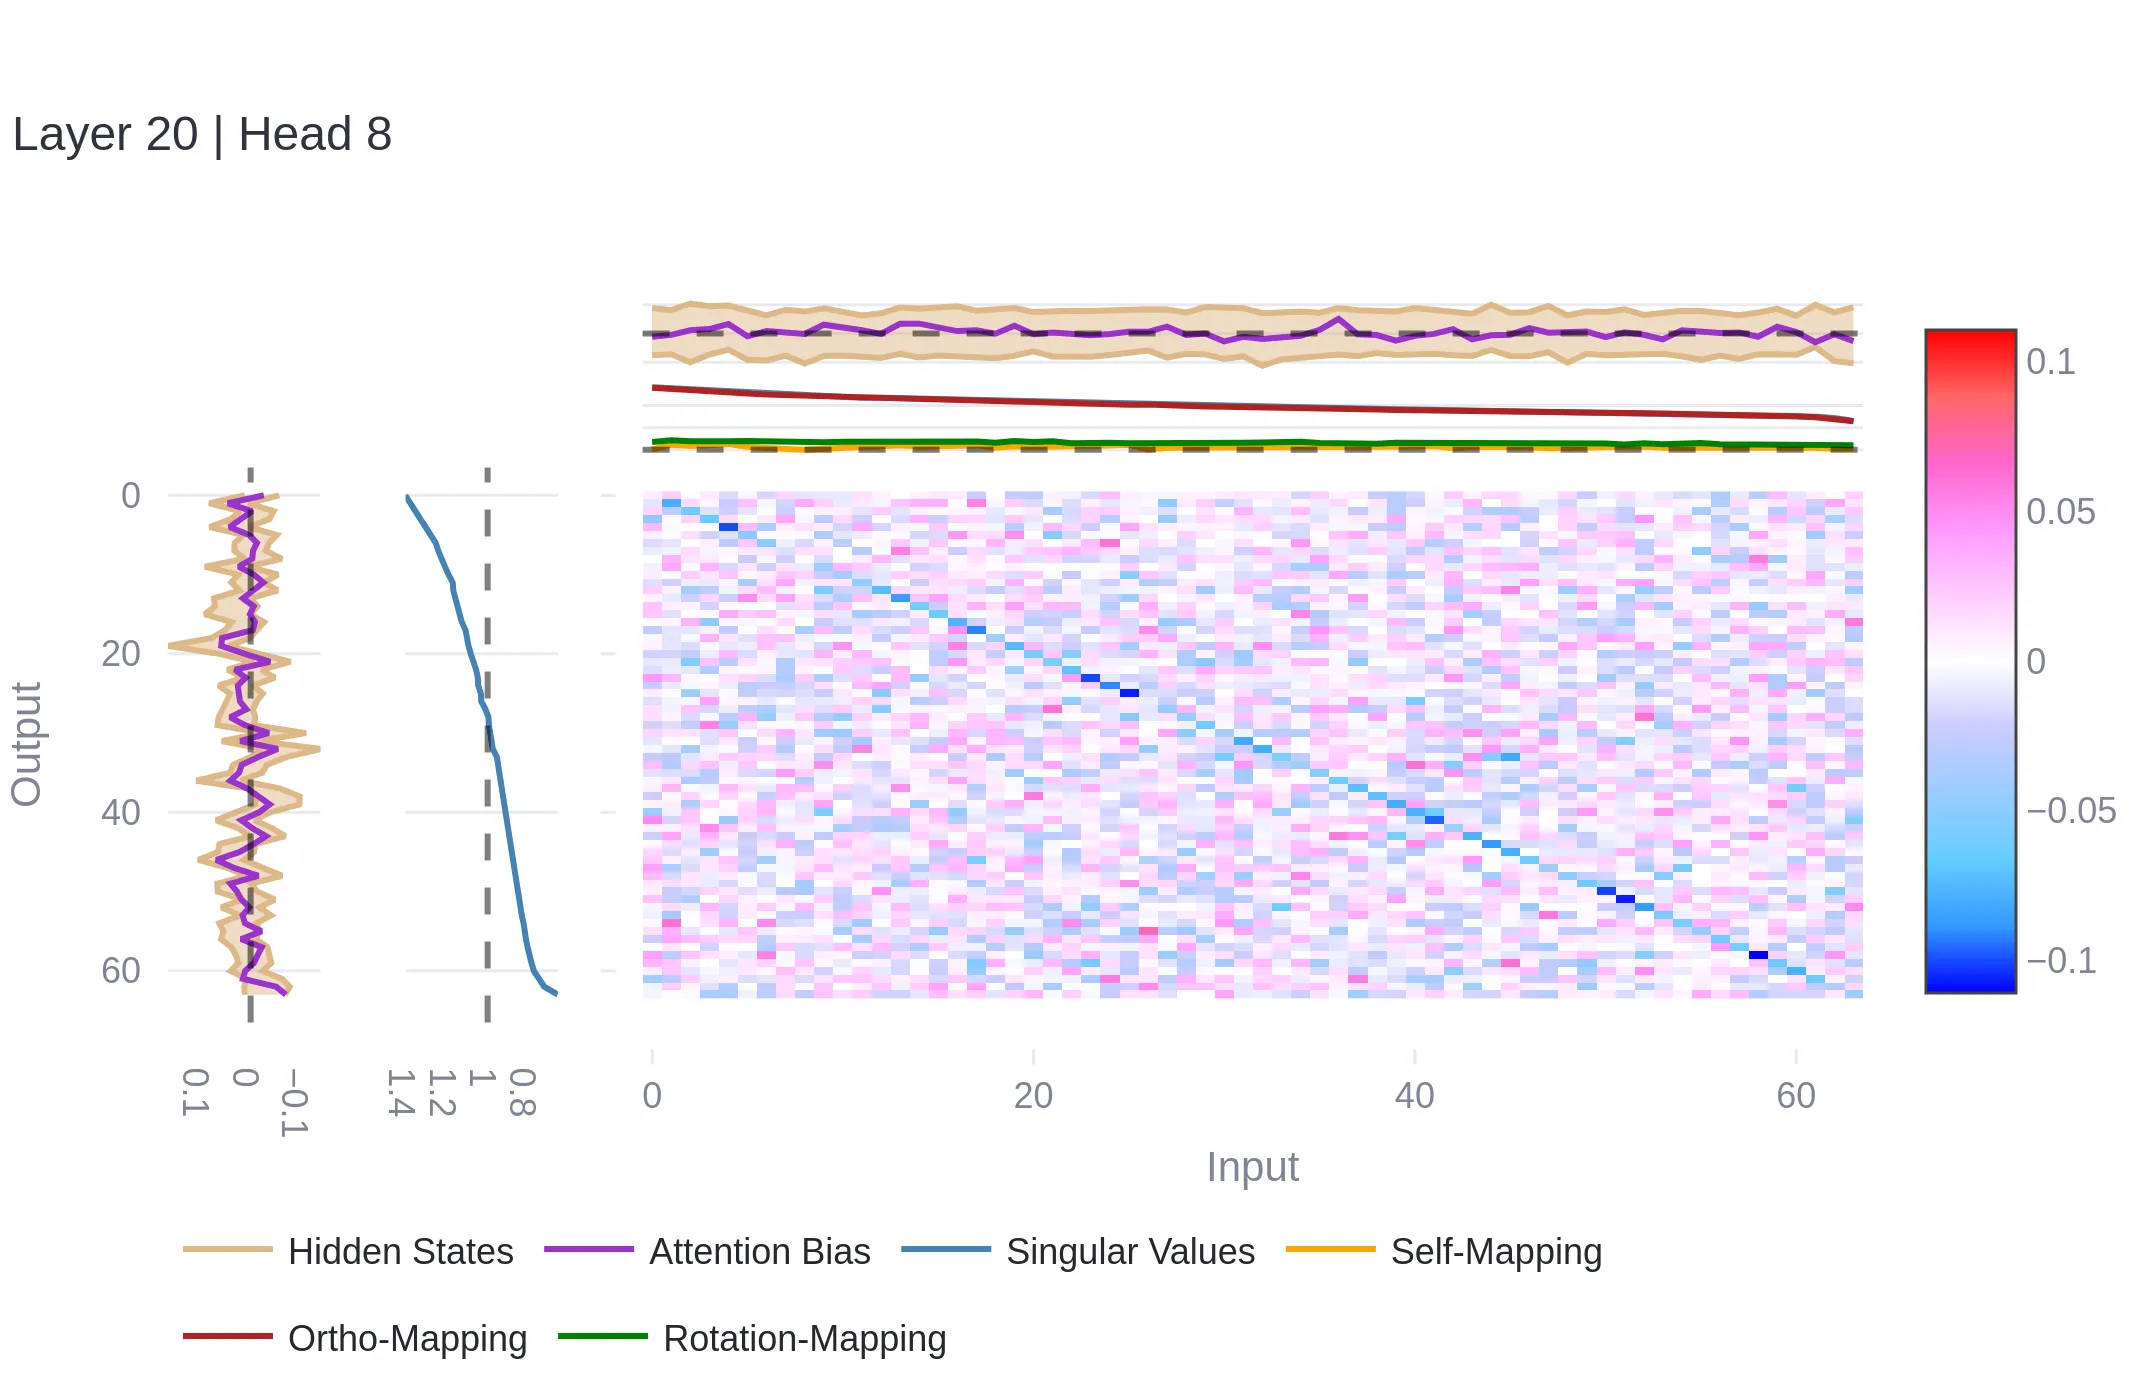 Layer 20 | Head 8
0
20
40
60
Output
0.1
0
−0.1
1.4
1.2
1
0.8
0
20
40
60
Input
0.1
0.05
0
−0.05
−0.1
Hidden States
Attention Bias
Singular Values
Self-Mapping
Ortho-Mapping
Rotation-Mapping